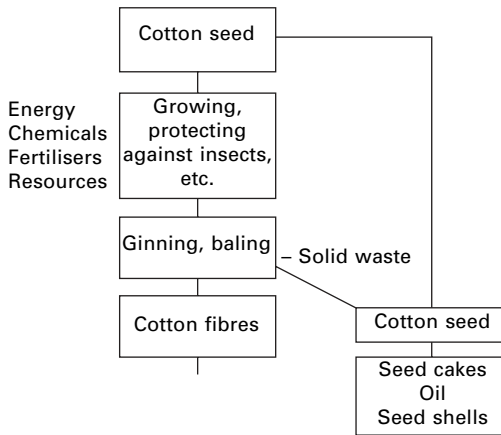 Cotton seed
Energy
Chemicals
Fertilisers
Resources
Growing,
protecting
against insects,
etc.
Ginning, baling
– Solid waste
Cotton fibres
Cotton seed
Seed cakes
Oil
Seed shells